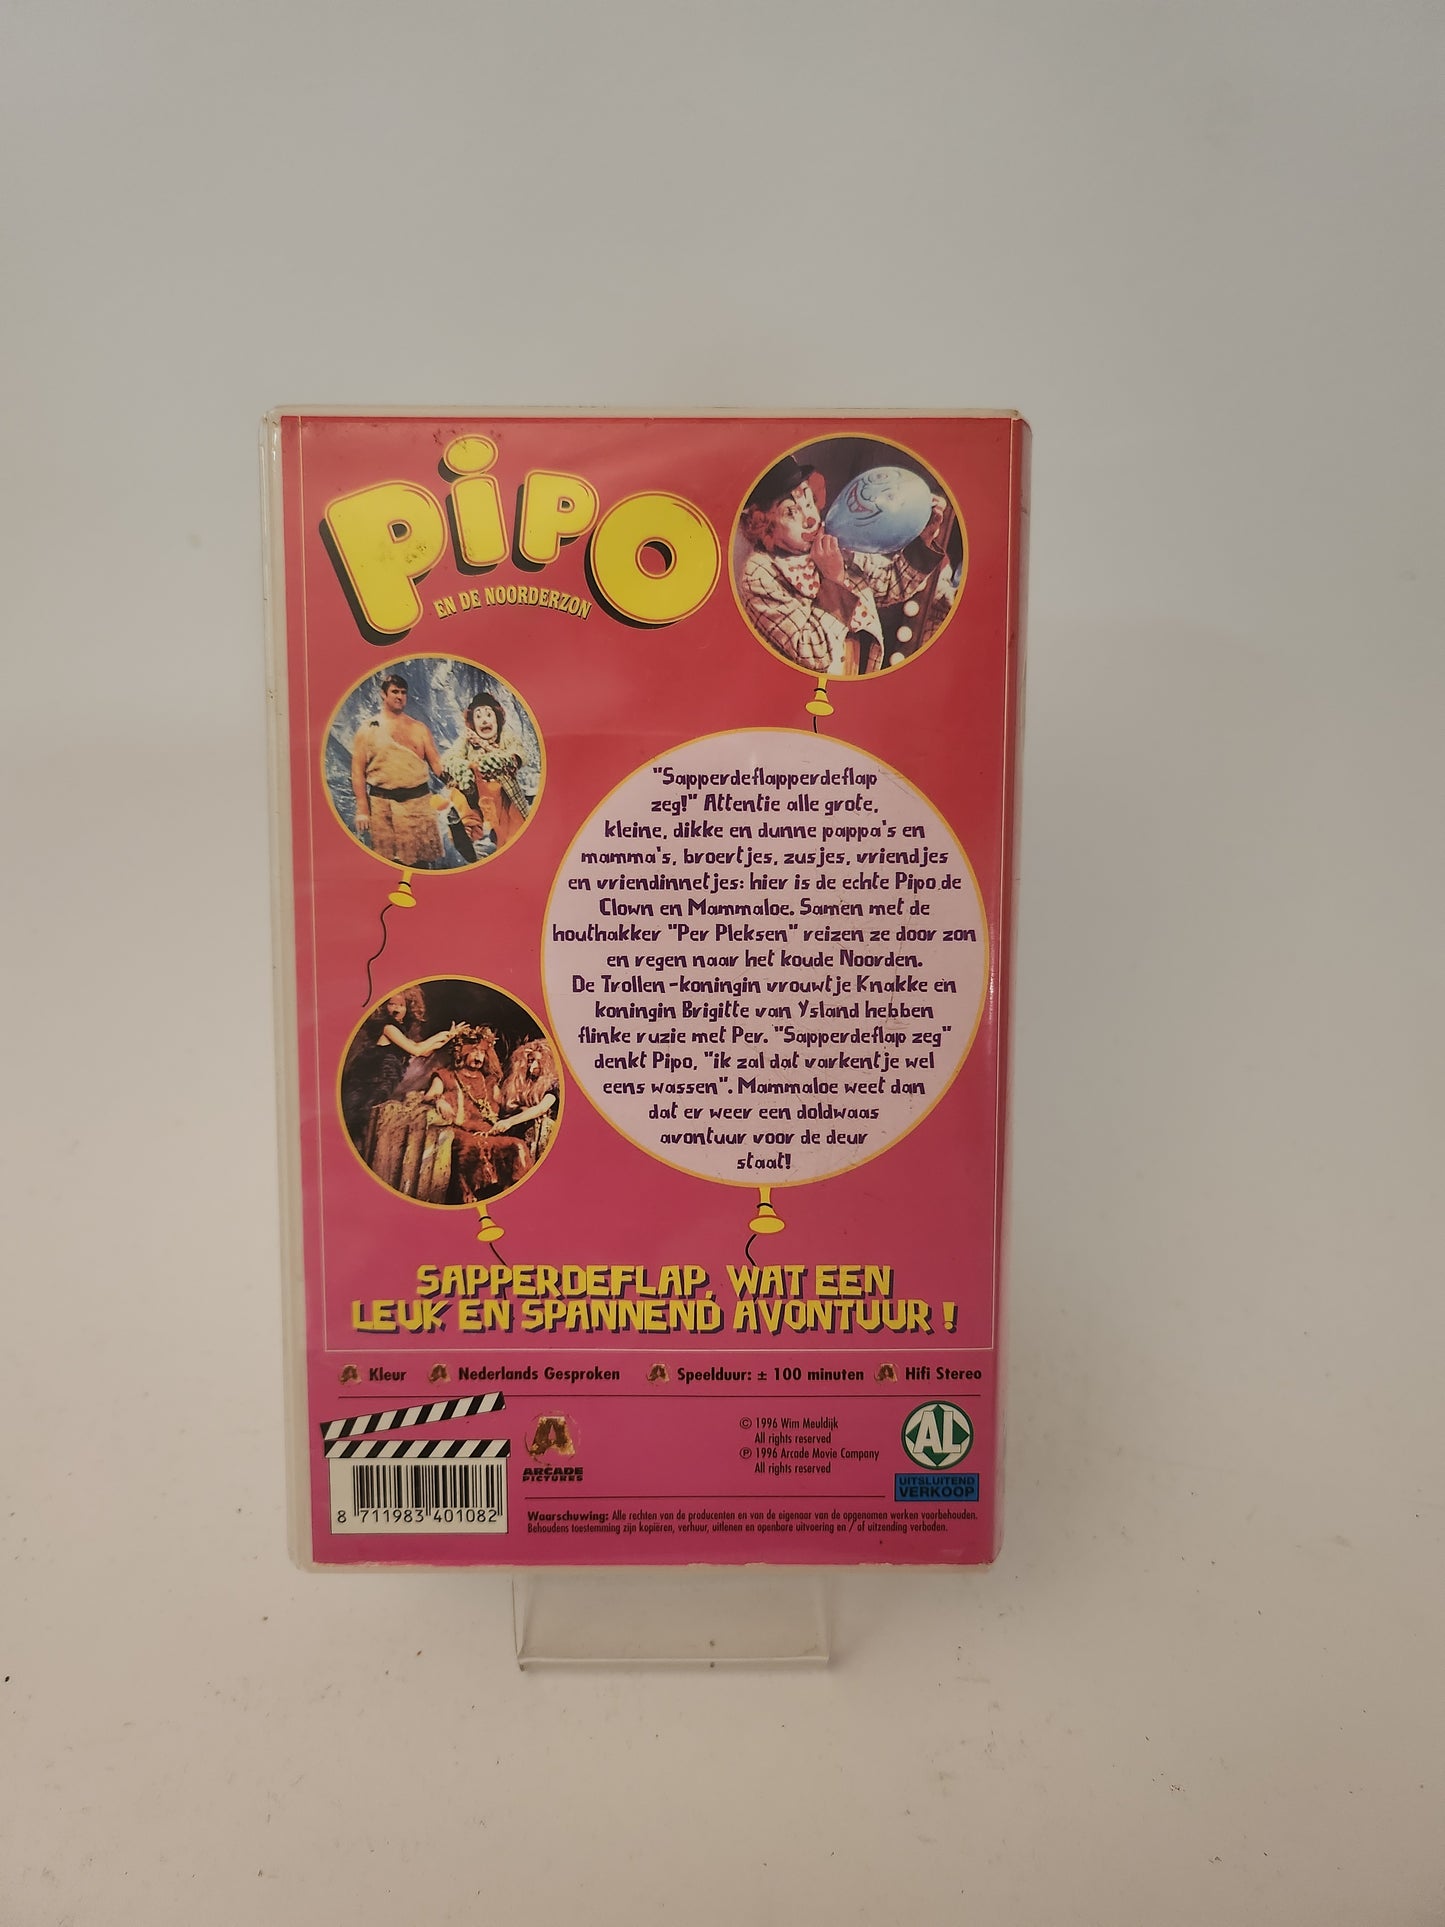 PIPO
EN DE NOORDERZON
"Sapperdeflapperdeflap
zeg!" Attentie alle grote,
kleine, dikke en dunne pappa's en
mamma's, broertjes, zusjes, vriendjes
en vriendinnetjes: hier is de echte Pipo de
Clown en Mammaloe. Samen met de
houthakker "Per Pleksen" reizen ze door zon
en regen naar het koude Noorden.
De Trollen-koningin vrouwtje Knakke en
koningin Brigitte van Ysland hebben
flinke ruzie met Per. "Sapperdeflap zeg"
denkt Pipo, "ik zal dat varkentje wel
eens wassen". Mammaloe weet dan
dat er weer een doldwaas
avontuur voor de deur
staat!
SAPPERDEFLAP, WAT EEN
LEUK EN SPANNEND AVONTUUR !
Kleur Nederlands Gesproken Speelduur: ± 100 minuten Hifi Stereo
ARCADE
PICTURES
© 1996 Wim Meuldijk
All rights reserved
℗ 1996 Arcade Movie Company
All rights reserved
AL
UITSLUITEND
VERKOOP
8 711983 401082
Waarschuwing: Alle rechten van de producenten en van de eigenaar van de opgenomen werken voorbehouden.
Behoudens toestemming zijn kopiëren, verhuur, uitlenen en openbare uitvoering en / of uitzending verboden.